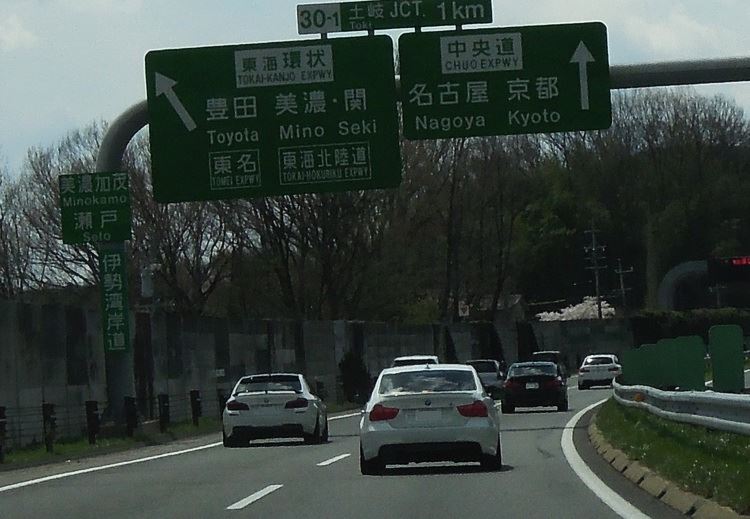 30-1 土岐JCT. 1km
Toki
東海環状
TOKAI-KANJO EXPWY
豊田 美濃・関
Toyota Mino Seki
東名
TOMEI EXPWY
東海北陸道
TOKAI-HOKURIKU EXPWY
中央道
CHUO EXPWY
名古屋 京都
Nagoya Kyoto
美濃加茂
Minokamo
瀬戸
Seto
伊勢湾岸道